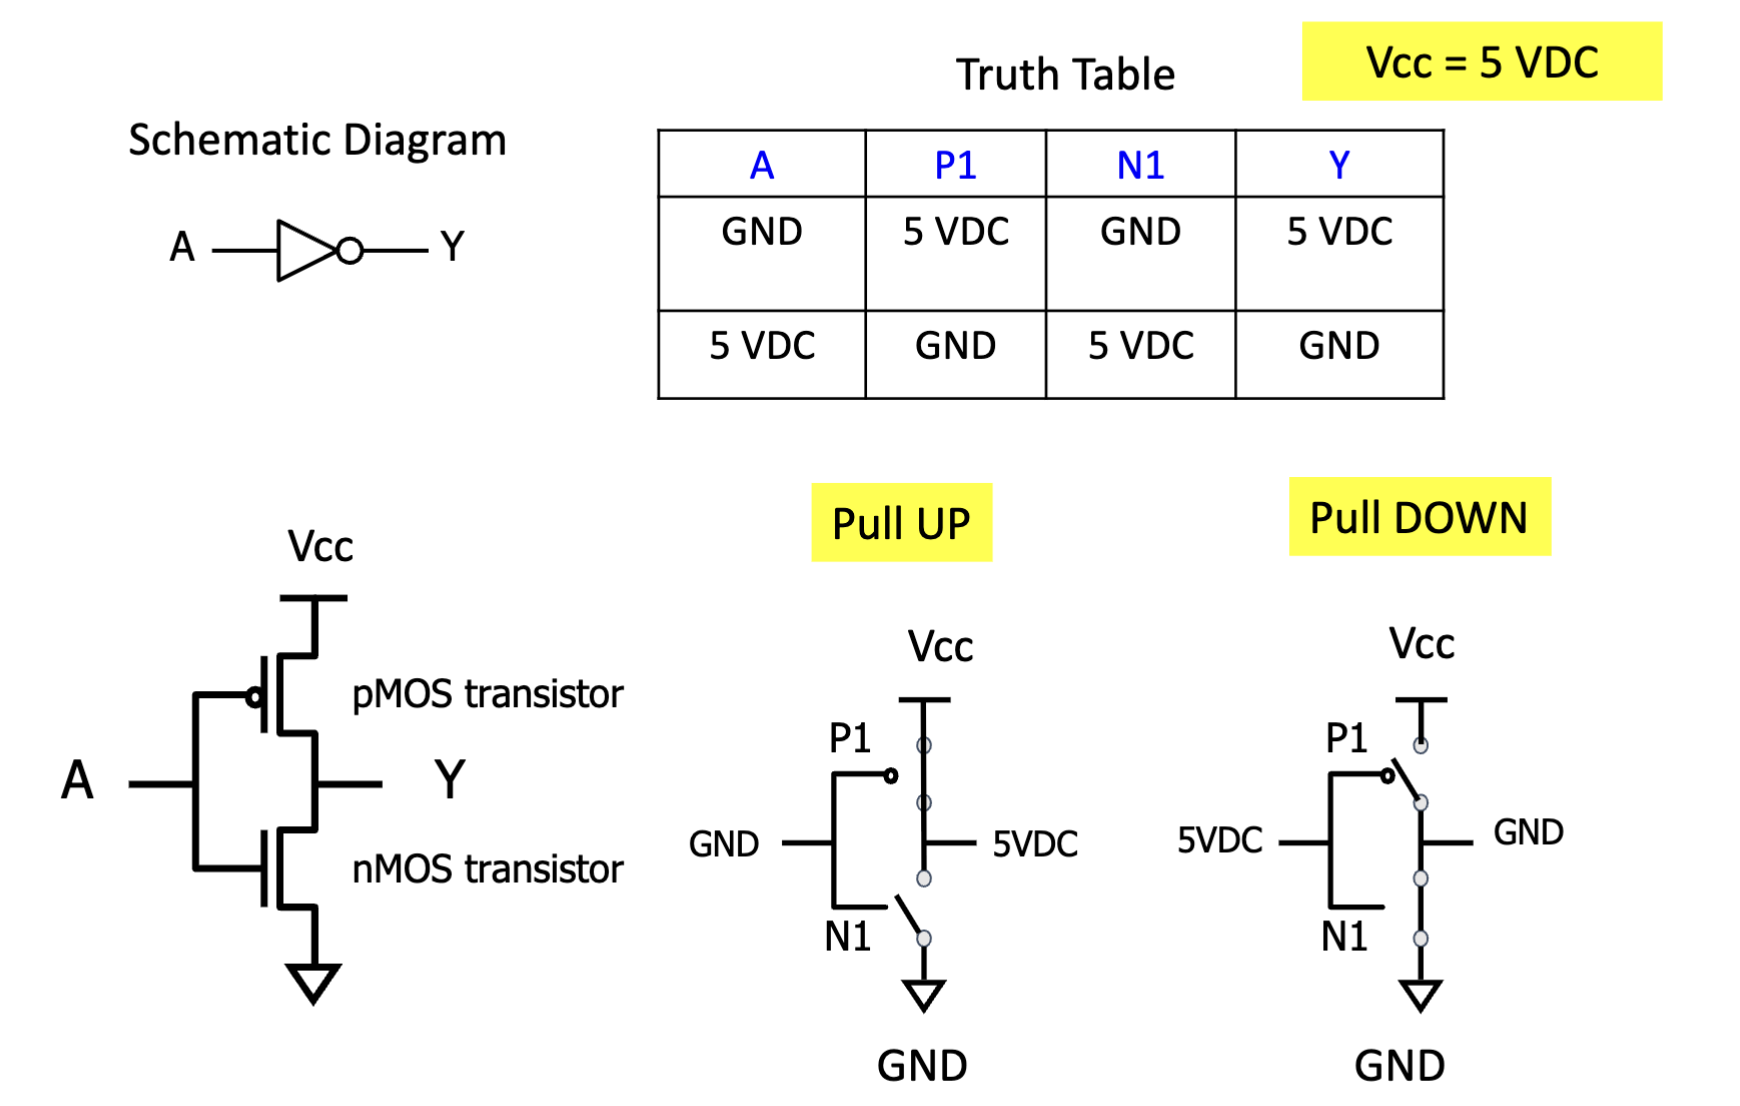 Vcc = 5 VDC
Truth Table
Schematic Diagram
A P1 N1 Y
GND 5 VDC GND 5 VDC
5 VDC GND 5 VDC GND
A Y
Pull UP
Pull DOWN
Vcc
pMOS transistor
A Y
nMOS transistor
Vcc
P1
GND 5VDC
N1
GND
Vcc
P1
5VDC GND
N1
GND